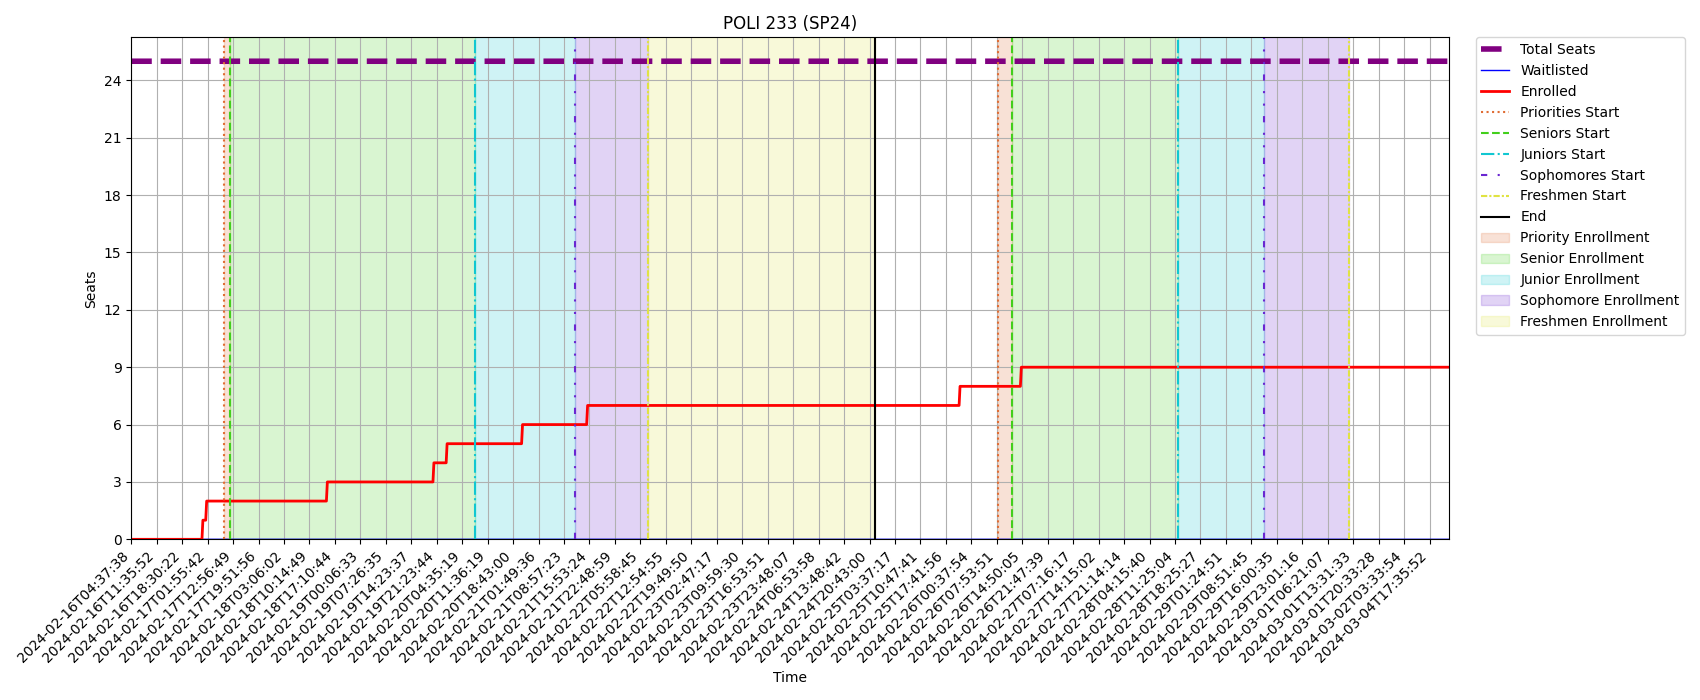 POLI 233 (SP24)
Total Seats
Waitlisted
Enrolled
Priorities Start
Seniors Start
Juniors Start
Sophomores Start
Freshmen Start
End
Priority Enrollment
Senior Enrollment
Junior Enrollment
Sophomore Enrollment
Freshmen Enrollment
Seats
24
21
18
15
12
9
6
3
0
2024-02-16T04:37:38
2024-02-16T11:35:52
2024-02-16T18:30:22
2024-02-17T01:55:42
2024-02-17T12:56:49
2024-02-17T19:51:56
2024-02-18T03:06:02
2024-02-18T10:14:49
2024-02-18T17:10:44
2024-02-19T00:06:33
2024-02-19T07:26:35
2024-02-19T14:23:37
2024-02-19T21:23:44
2024-02-20T04:35:19
2024-02-20T11:36:19
2024-02-20T18:43:00
2024-02-21T01:49:36
2024-02-21T08:57:23
2024-02-21T15:53:24
2024-02-21T22:48:59
2024-02-22T05:58:45
2024-02-22T12:54:55
2024-02-22T19:49:50
2024-02-23T02:47:17
2024-02-23T09:59:30
2024-02-23T16:53:51
2024-02-23T23:48:07
2024-02-24T06:53:58
2024-02-24T13:48:42
2024-02-24T20:43:00
2024-02-25T03:37:17
2024-02-25T10:47:41
2024-02-25T17:41:56
2024-02-26T00:37:54
2024-02-26T07:53:51
2024-02-26T14:50:05
2024-02-26T21:47:39
2024-02-27T07:16:17
2024-02-27T14:15:02
2024-02-27T21:14:14
2024-02-28T04:15:40
2024-02-28T11:25:04
2024-02-28T18:25:27
2024-02-29T01:24:51
2024-02-29T08:51:45
2024-02-29T16:00:35
2024-02-29T23:01:16
2024-03-01T06:21:07
2024-03-01T13:31:33
2024-03-01T20:33:28
2024-03-02T03:33:54
2024-03-04T17:35:52
Time